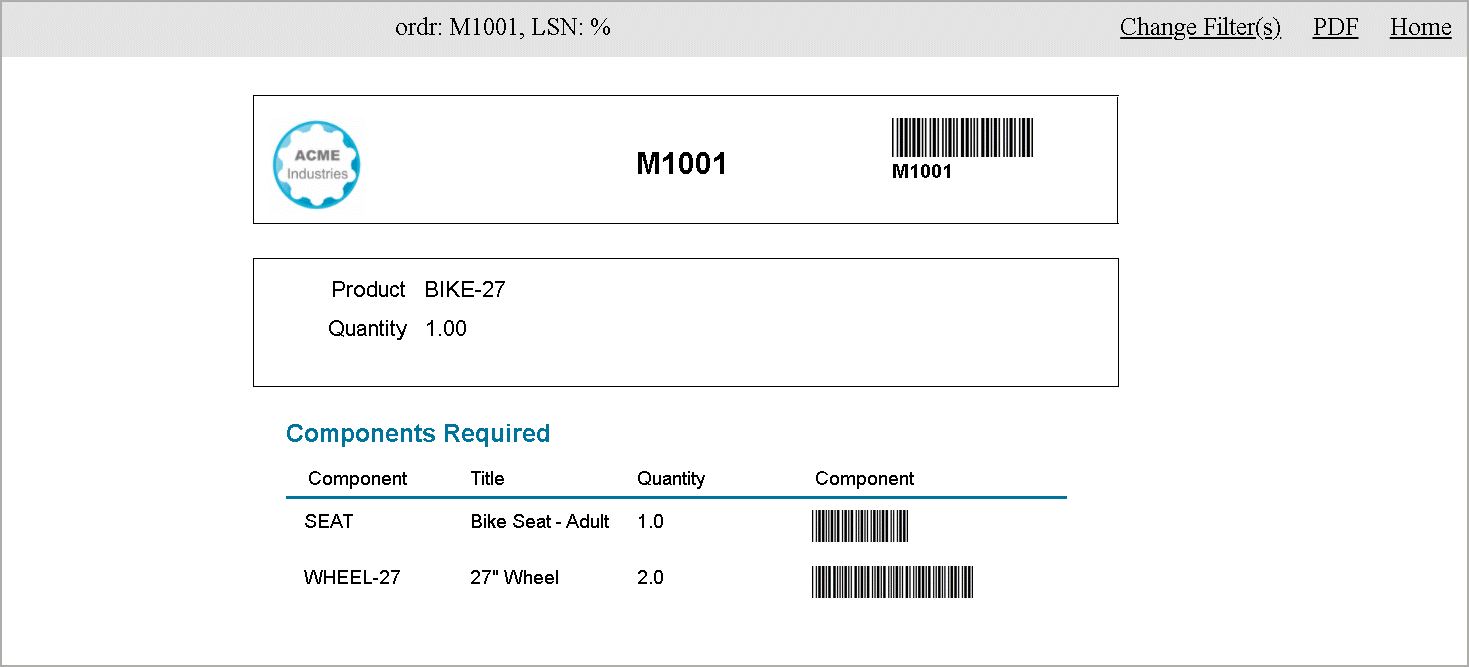 ordr: M1001, LSN: % Change Filter(s) PDF Home
ACME
Industries
M1001
M1001
Product BIKE-27
Quantity 1.00
Components Required
Component Title Quantity Component
SEAT Bike Seat - Adult 1.0
WHEEL-27 27" Wheel 2.0